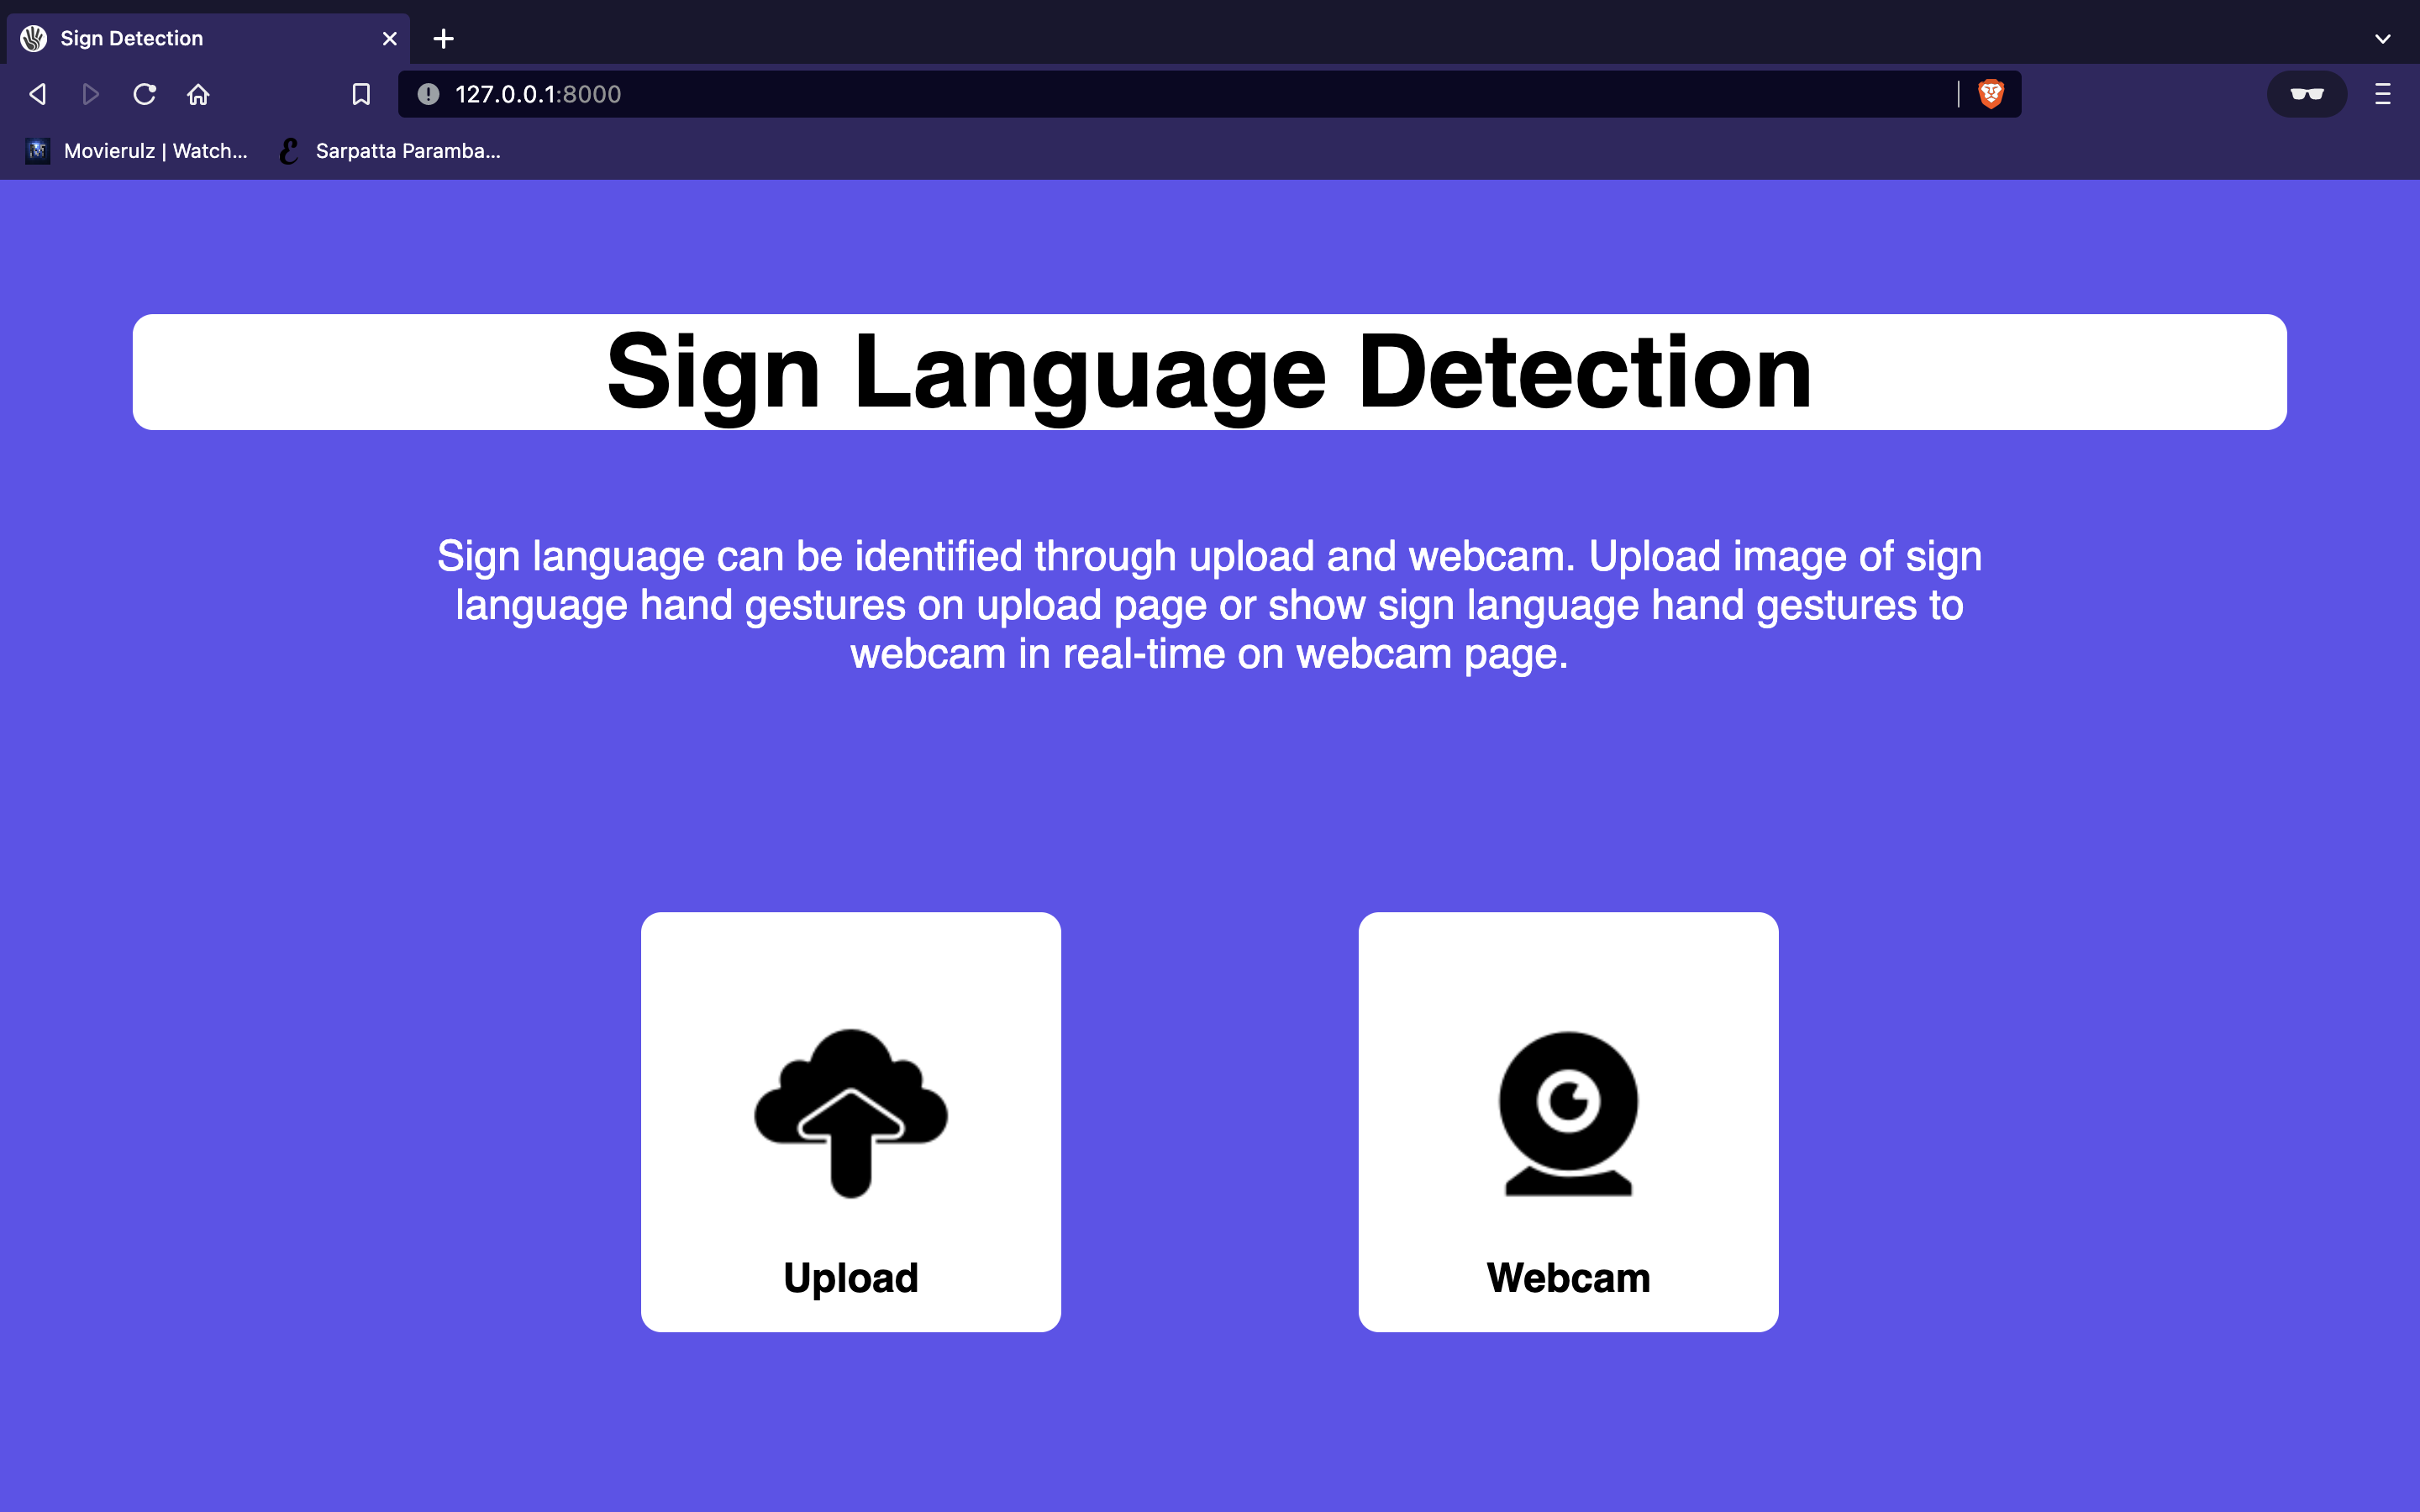 Sign Detection
127.0.0.1:8000
Movierulz | Watch...
Sarpatta Paramba...
Sign Language Detection
Sign language can be identified through upload and webcam. Upload image of sign
language hand gestures on upload page or show sign language hand gestures to
webcam in real-time on webcam page.
Upload
Webcam